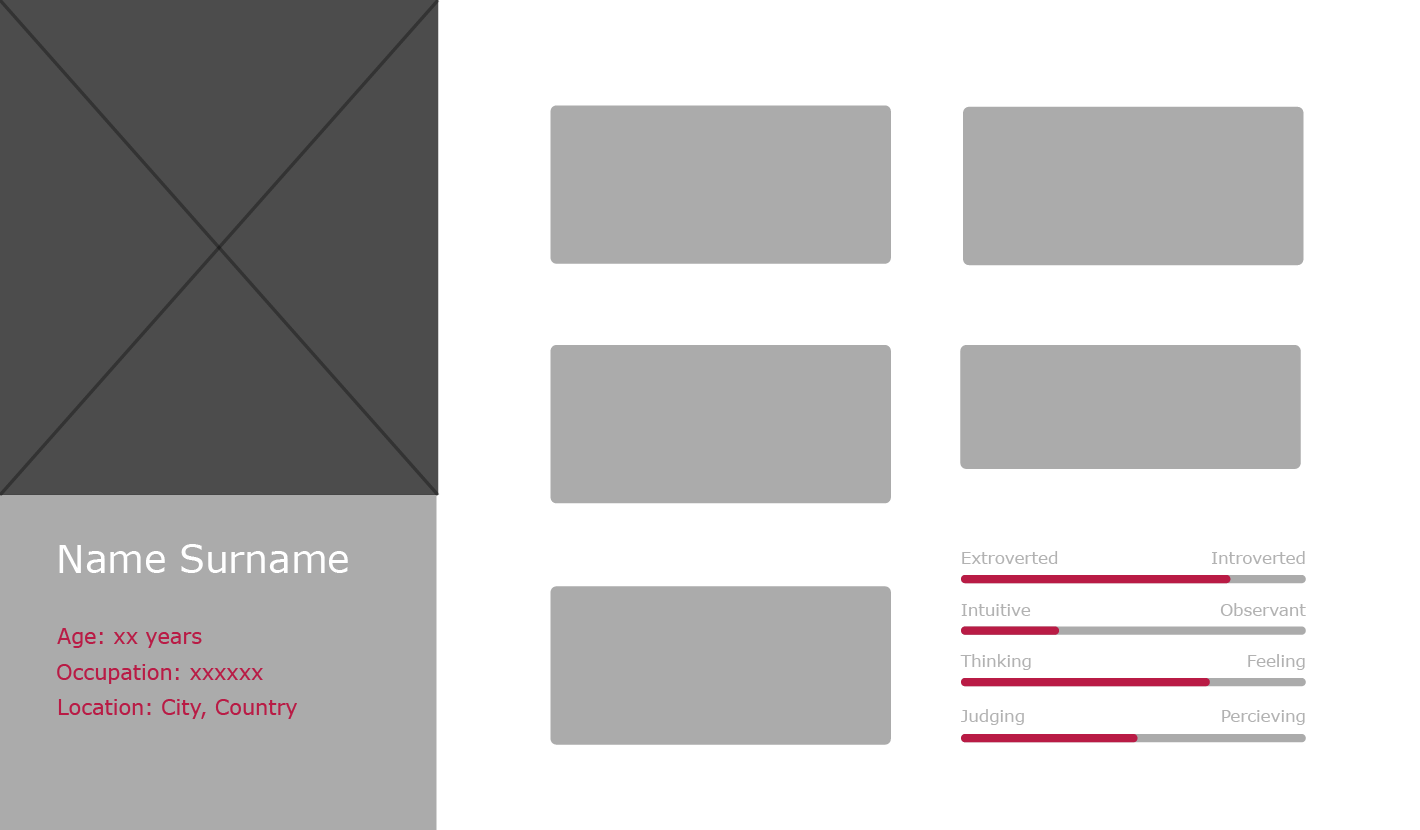 Name Surname
Age: xx years
Occupation: xxxxxx
Location: City, Country
Extroverted Introverted
Intuitive Observant
Thinking Feeling
Judging Percieving